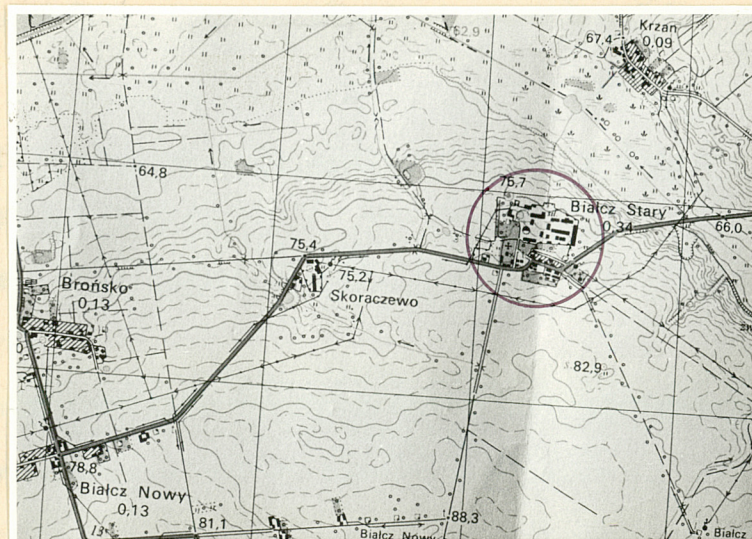 Krzan
0.09
67,4
62,9
64,8
75,7
Białcz Stary
0.34
66,0
75,4
75,2
Skoraczewo
Brońsko
0,13
82,9
78,8
Białcz Nowy
0,13
81,1
88,3
Białcz Nowy
Białcz